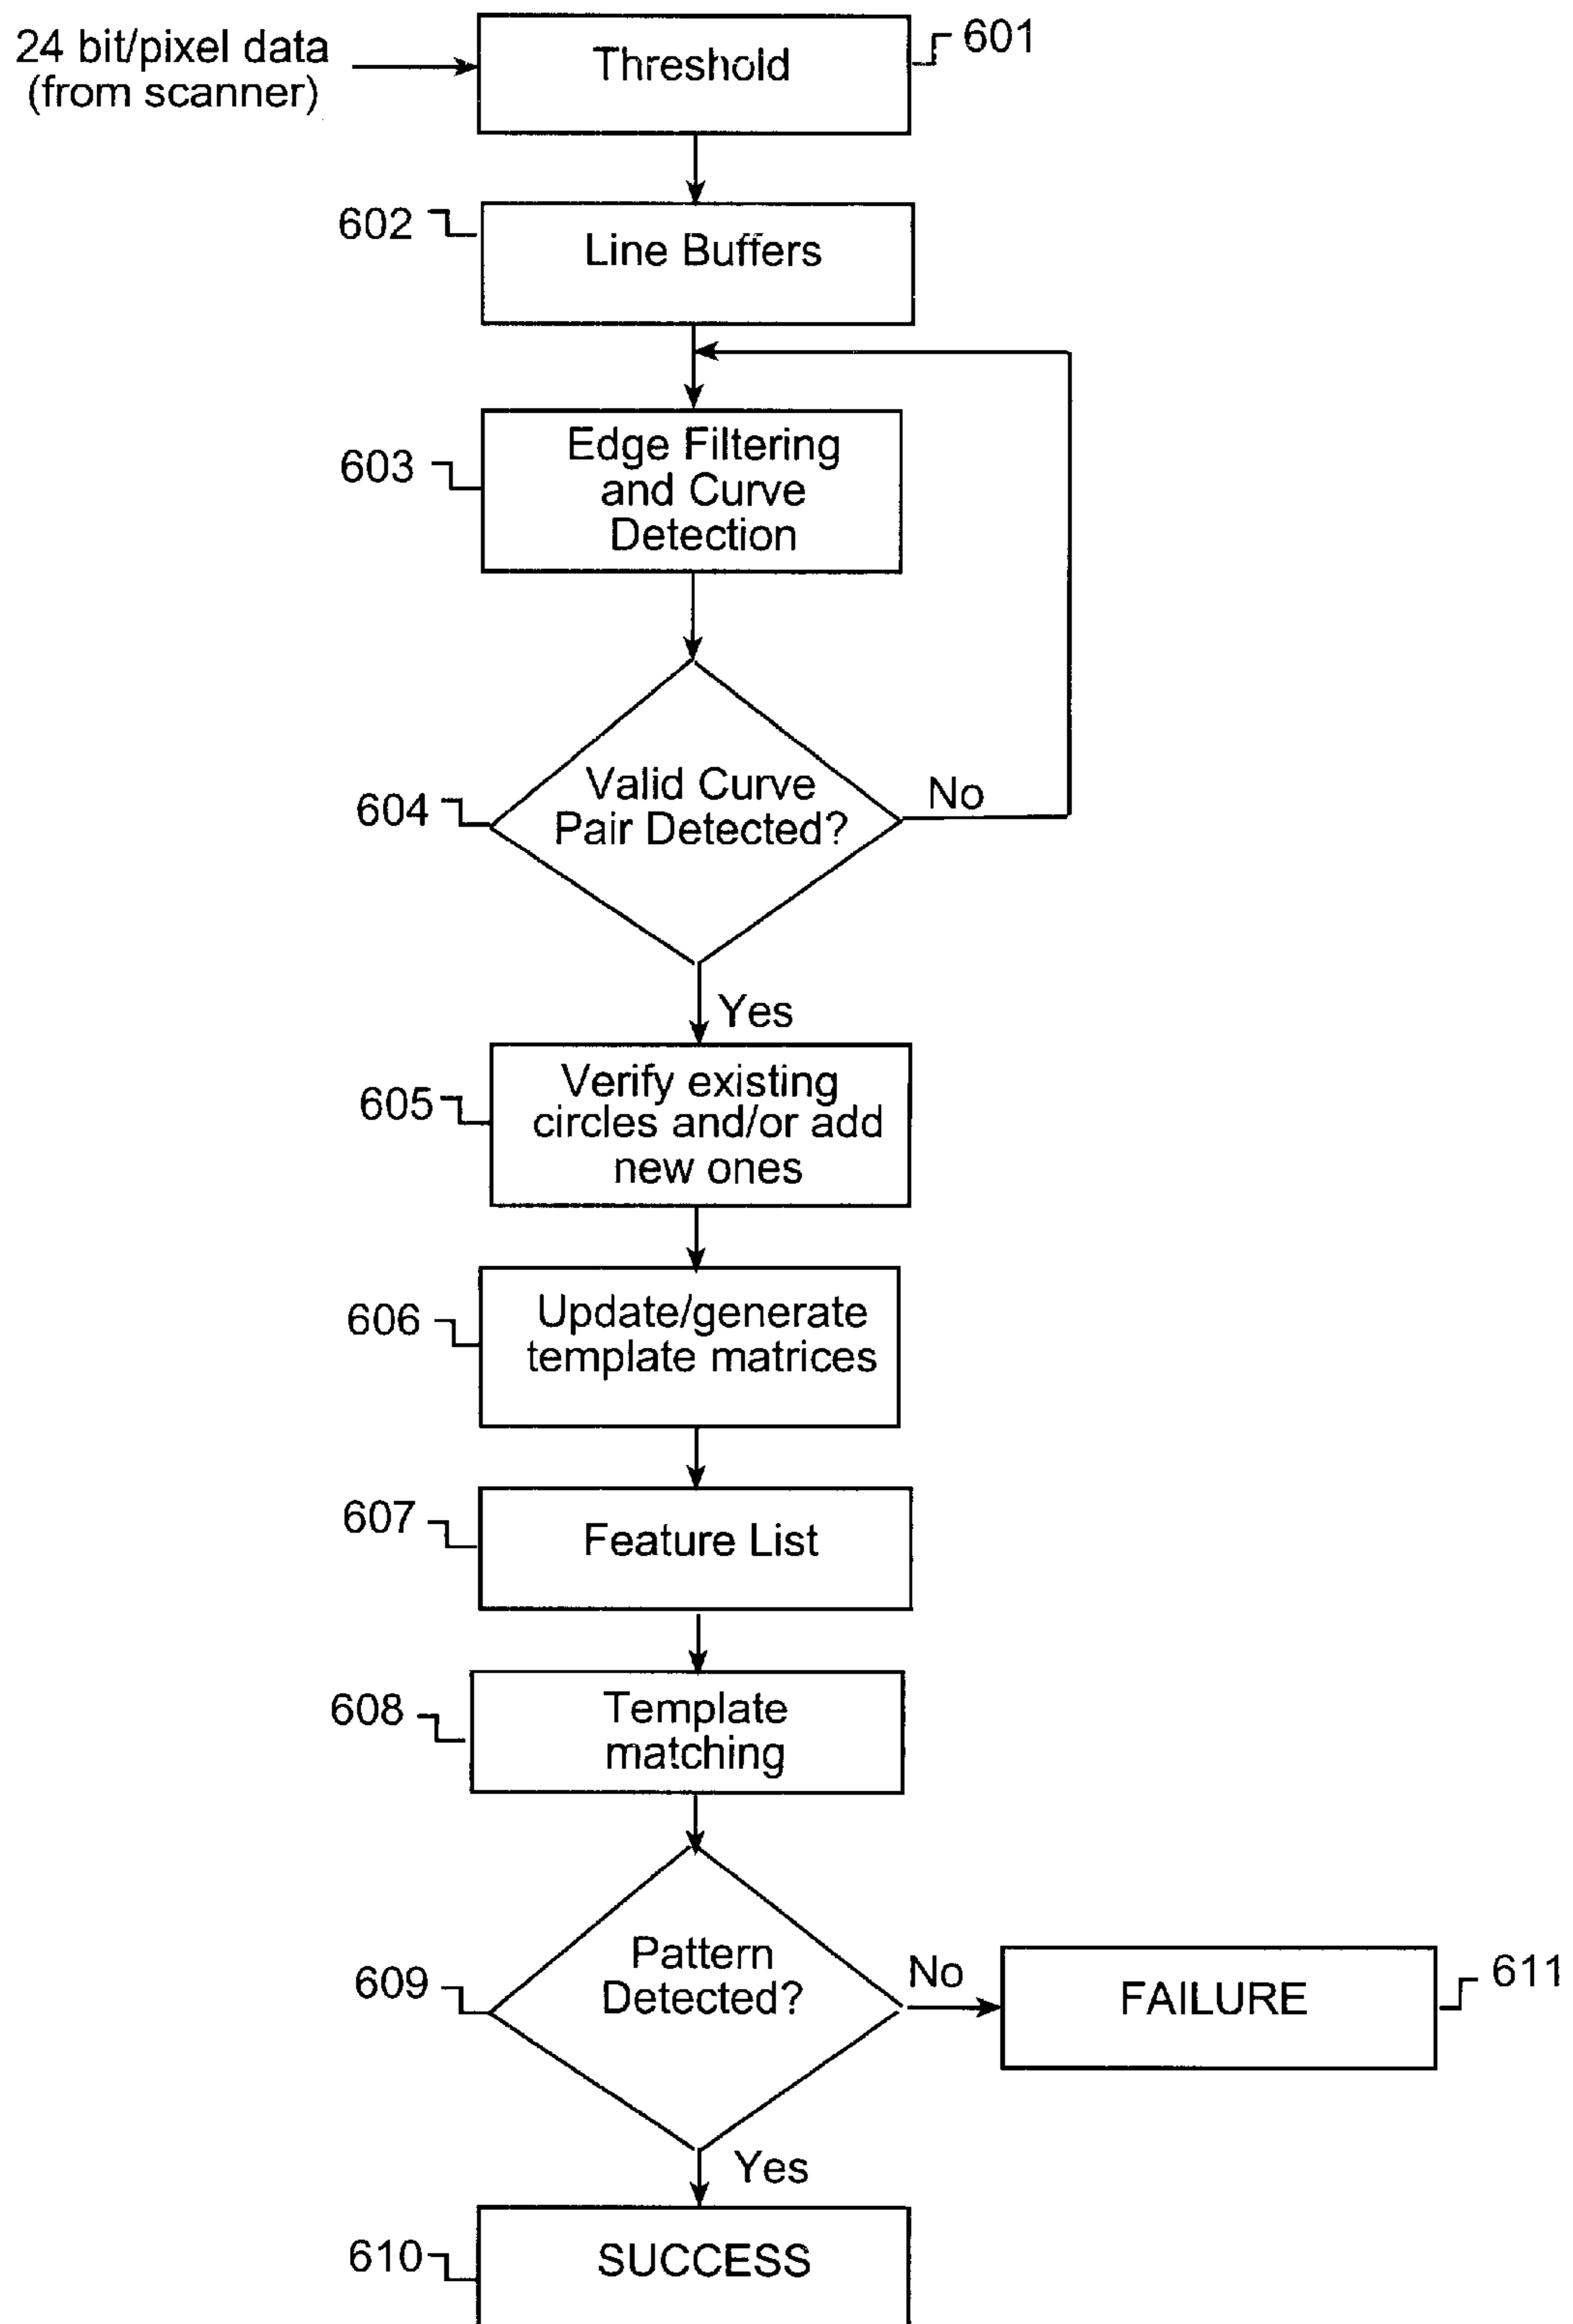 24 bit/pixel data
(from scanner)
Threshold
601
602
Line Buffers
603
Edge Filtering
and Curve
Detection
604
Valid Curve
Pair Detected?
No
Yes
605
Verify existing
circles and/or add
new ones
606
Update/generate
template matrices
607
Feature List
608
Template
matching
609
Pattern
Detected?
No
FAILURE
611
Yes
610
SUCCESS